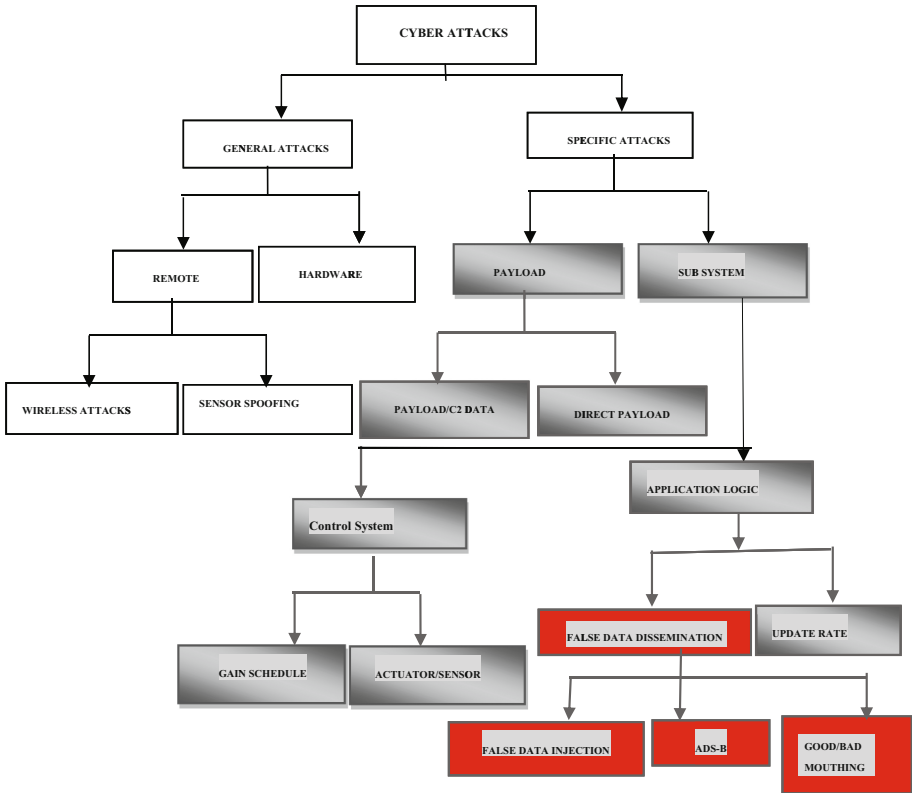 CYBER ATTACKS
GENERAL ATTACKS
SPECIFIC ATTACKS
REMOTE
HARDWARE
PAYLOAD
SUB SYSTEM
WIRELESS ATTACKS
SENSOR SPOOFING
PAYLOAD/C2 DATA
DIRECT PAYLOAD
Control System
APPLICATION LOGIC
GAIN SCHEDULE
ACTUATOR/SENSOR
FALSE DATA DISSEMINATION
UPDATE RATE
FALSE DATA INJECTION
ADS-B
GOOD/BAD
MOUTHING